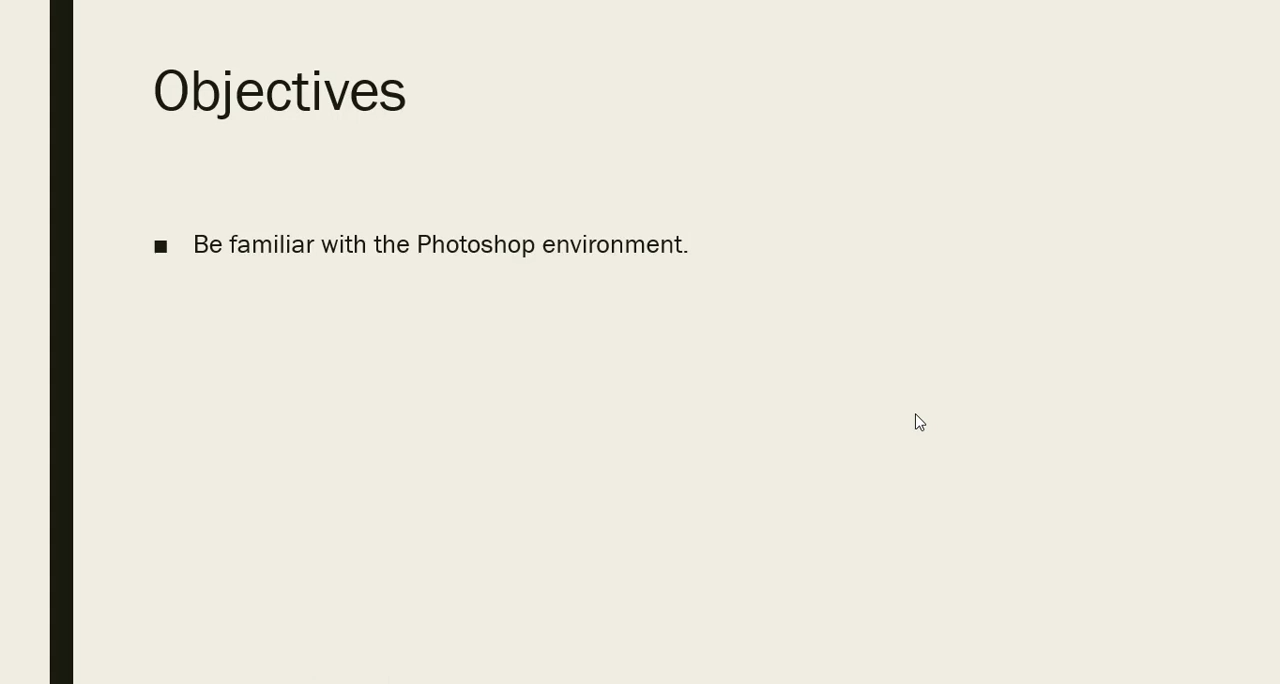 Objectives
■ Be familiar with the Photoshop environment.